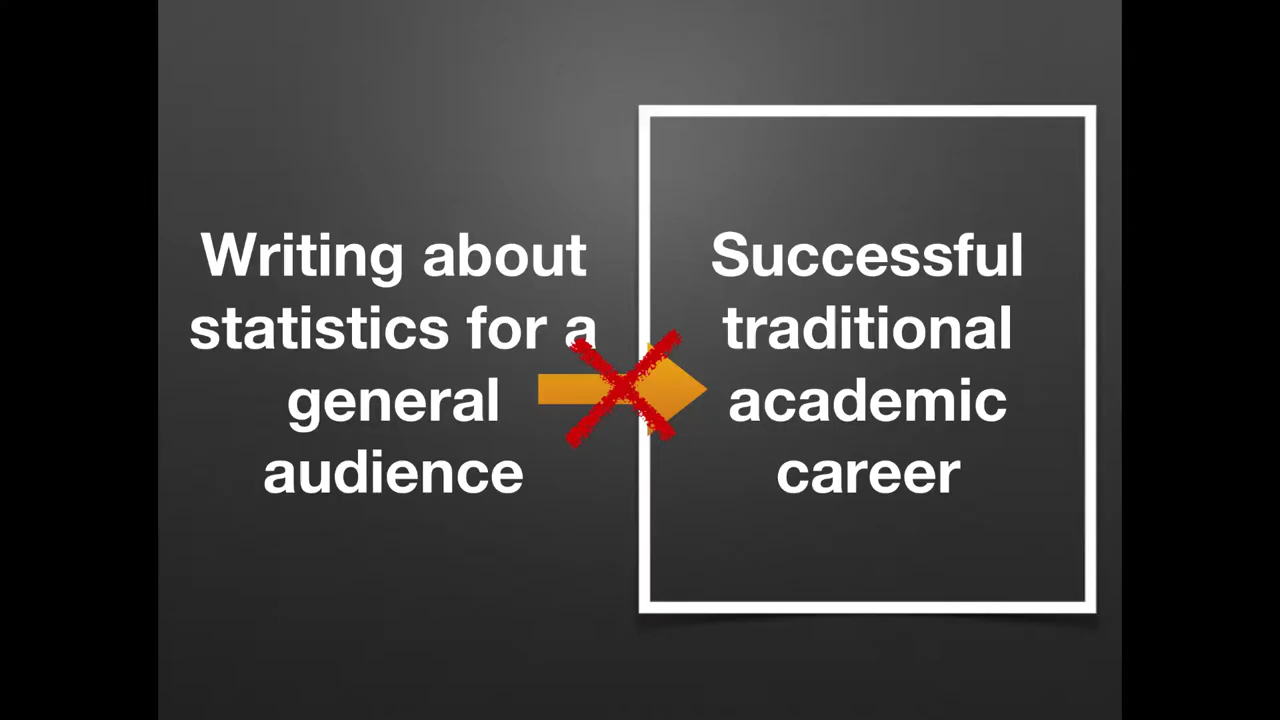 Writing about
statistics for a
general
audience
Successful
traditional
academic
career